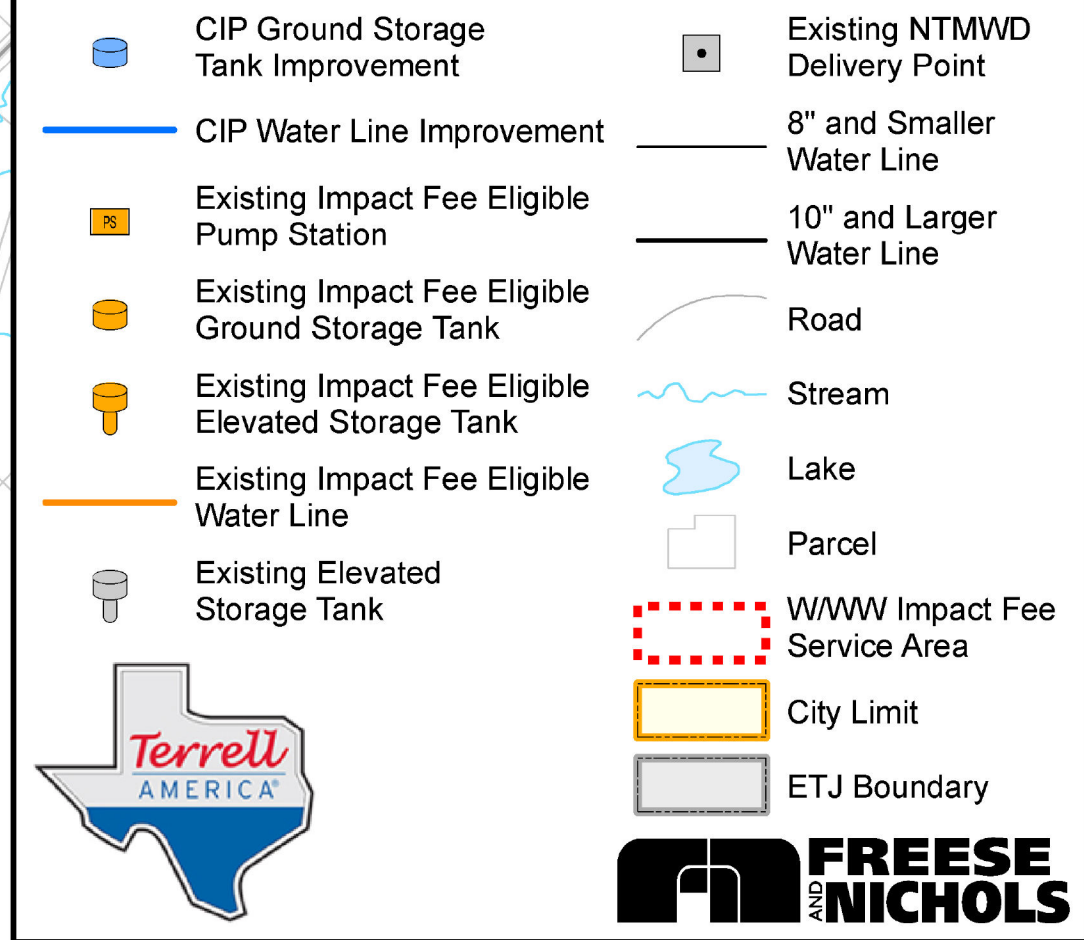 CIP Ground Storage
Tank Improvement
CIP Water Line Improvement
PS
Existing Impact Fee Eligible
Pump Station
Existing Impact Fee Eligible
Ground Storage Tank
Existing Impact Fee Eligible
Elevated Storage Tank
Existing Impact Fee Eligible
Water Line
Existing Elevated
Storage Tank
Existing NTMWD
Delivery Point
8" and Smaller
Water Line
10" and Larger
Water Line
Road
Stream
Lake
Parcel
W/WW Impact Fee
Service Area
City Limit
ETJ Boundary
Terrell
AMERICA®
FREESE
AND NICHOLS